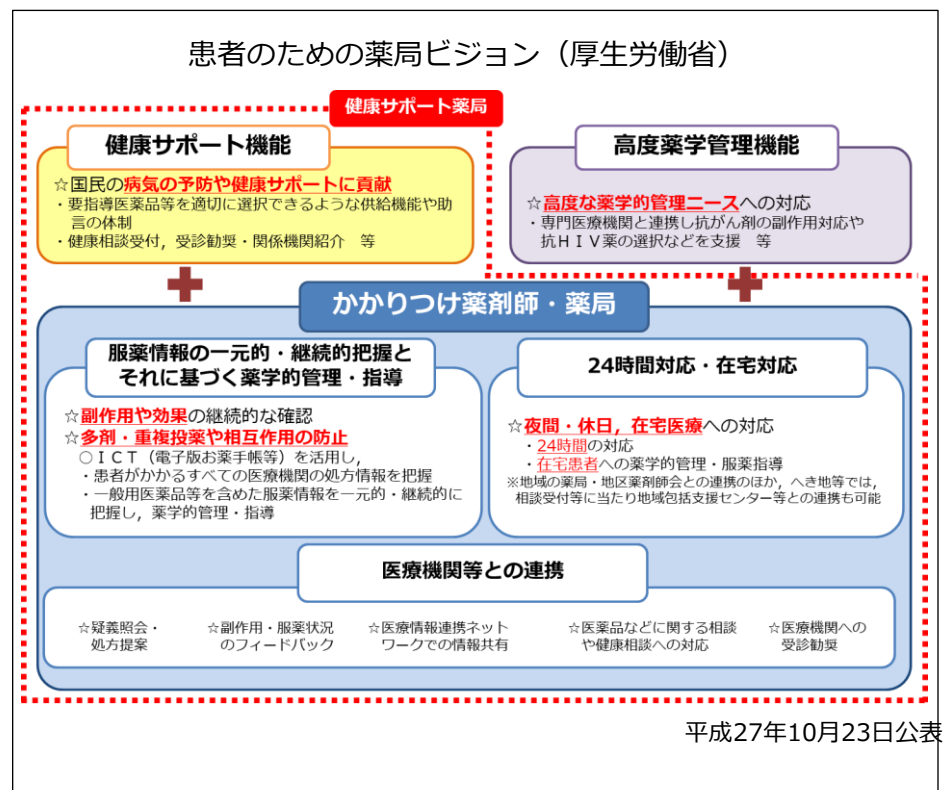 患者のための薬局ビジョン（厚生労働省）
健康サポート薬局
健康サポート機能
☆国民の病気の予防や健康サポートに貢献
・要指導医薬品等を適切に選択できるような供給機能や助
言の体制
・健康相談受付，受診勧奨・関係機関紹介　等
高度薬学管理機能
☆高度な薬学的管理ニーズへの対応
・専門医療機関と連携し抗がん剤の副作用対応や
抗ＨＩＶ薬の選択などを支援　等
かかりつけ薬剤師・薬局
服薬情報の一元的・継続的把握と
それに基づく薬学的管理・指導
☆副作用や効果の継続的な確認
☆多剤・重複投薬や相互作用の防止
○ＩＣＴ（電子版お薬手帳等）を活用し，
・患者がかかるすべての医療機関の処方情報を把握
・一般用医薬品等を含めた服薬情報を一元的・継続的に
把握し，薬学的管理・指導
24時間対応・在宅対応
☆夜間・休日，在宅医療への対応
・24時間の対応
・在宅患者への薬学的管理・服薬指導
※地域の薬局・地区薬剤師会との連携のほか，へき地等では，
相談受付等に当たり地域包括支援センター等との連携も可能
医療機関等との連携
☆疑義照会・
処方提案
☆副作用・服薬状況
のフィードバック
☆医療情報連携ネット
ワークでの情報共有
☆医薬品などに関する相談
や健康相談への対応
☆医療機関への
受診勧奨
平成27年10月23日公表